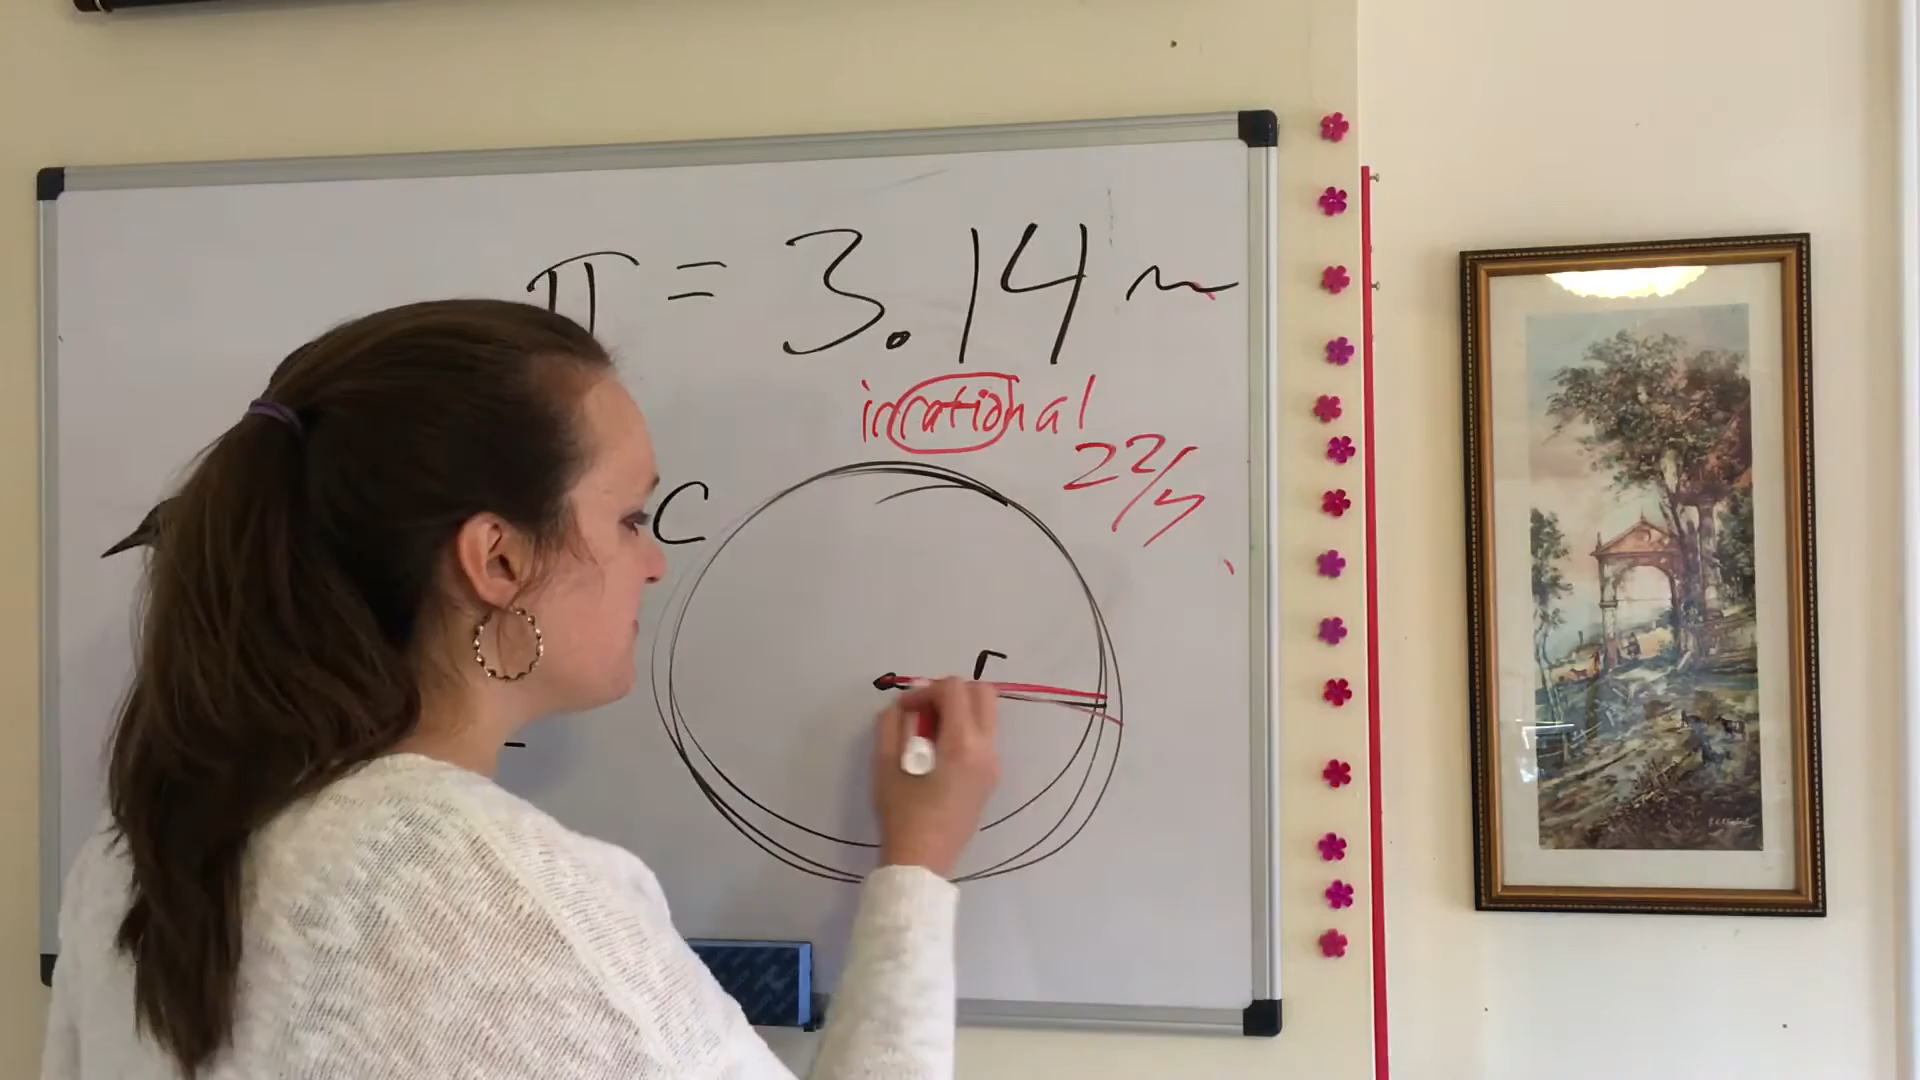 π = 3.14 ~
irrational
22/7
C
r